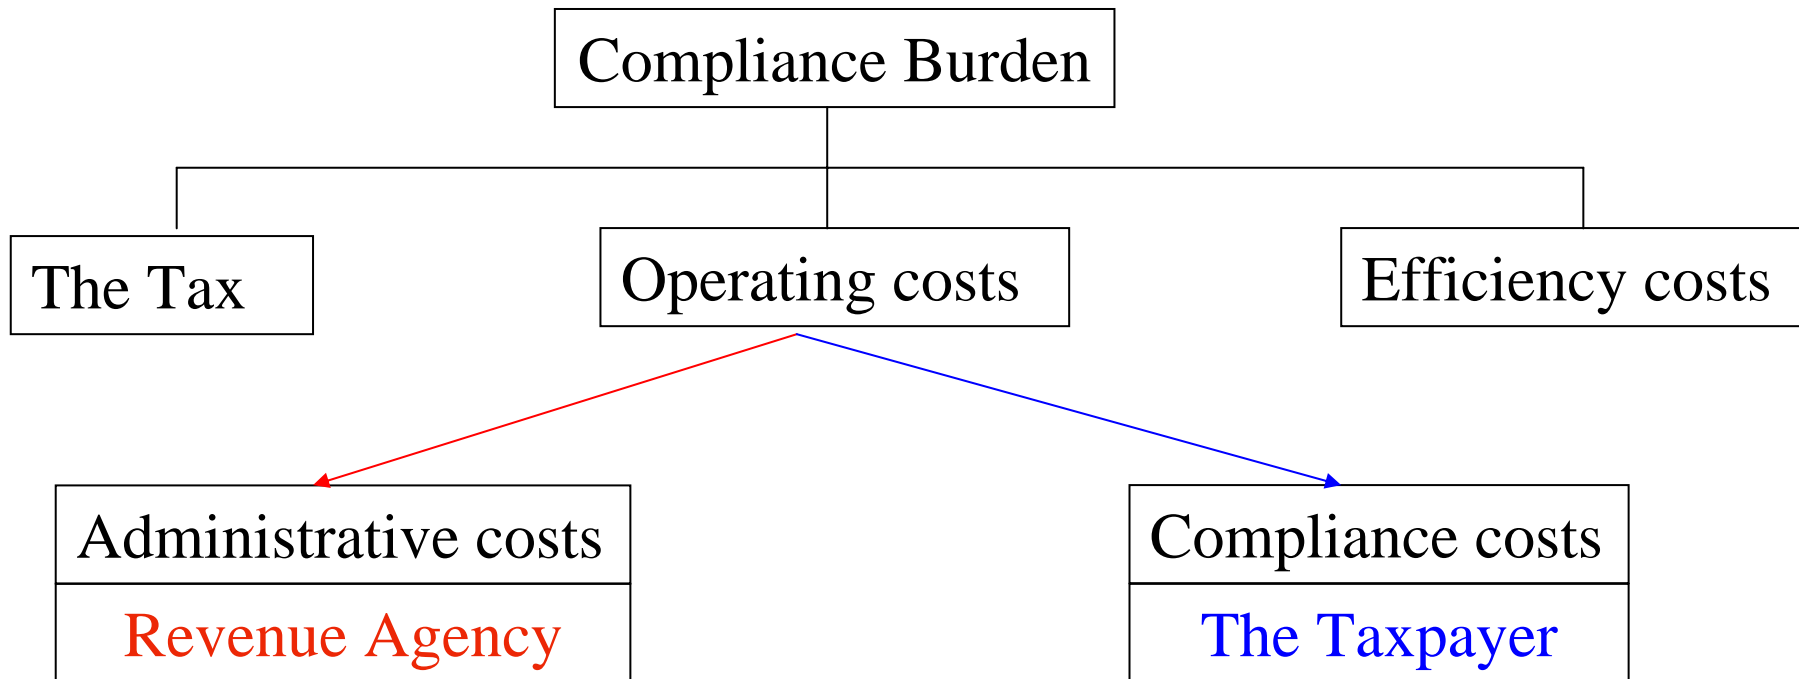 Compliance Burden
The Tax
Operating costs
Efficiency costs
Administrative costs
Revenue Agency
Compliance costs
The Taxpayer